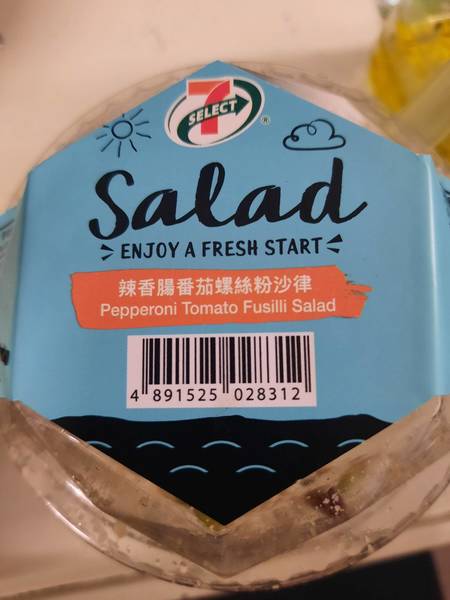 7
SELECT
®
Salad
ENJOY A FRESH START
辣香腸番茄螺絲粉沙律
Pepperoni Tomato Fusilli Salad
4 891525 028312